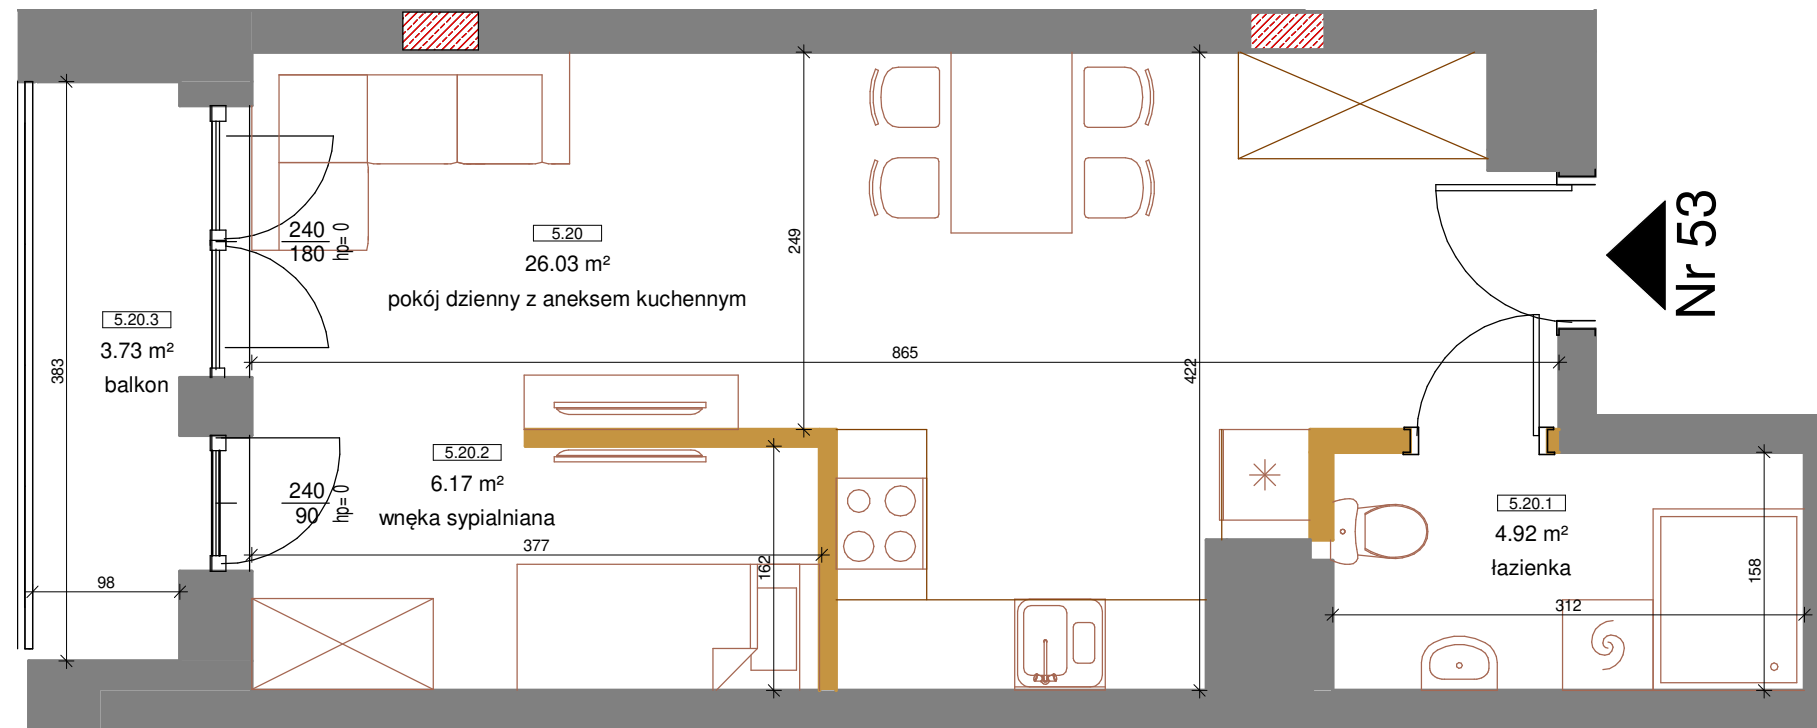 5.20
26.03 m²
pokój dzienny z aneksem kuchennym
240
180
hp= 0
249
Nr 53
5.20.3
3.73 m²
balkon
383
865
422
5.20.2
6.17 m²
wnęka sypialniana
240
90
hp= 0
377
162
98
5.20.1
4.92 m²
łazienka
158
312